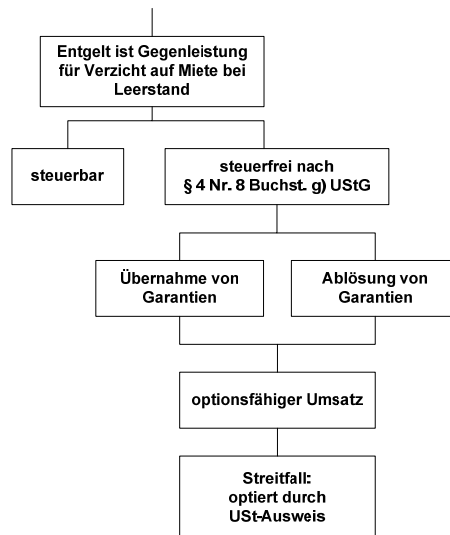 Entgelt ist Gegenleistung
für Verzicht auf Miete bei
Leerstand
steuerbar
steuerfrei nach
§ 4 Nr. 8 Buchst. g) UStG
Übernahme von
Garantien
Ablösung von
Garantien
optionsfähiger Umsatz
Streitfall:
optiert durch
USt-Ausweis